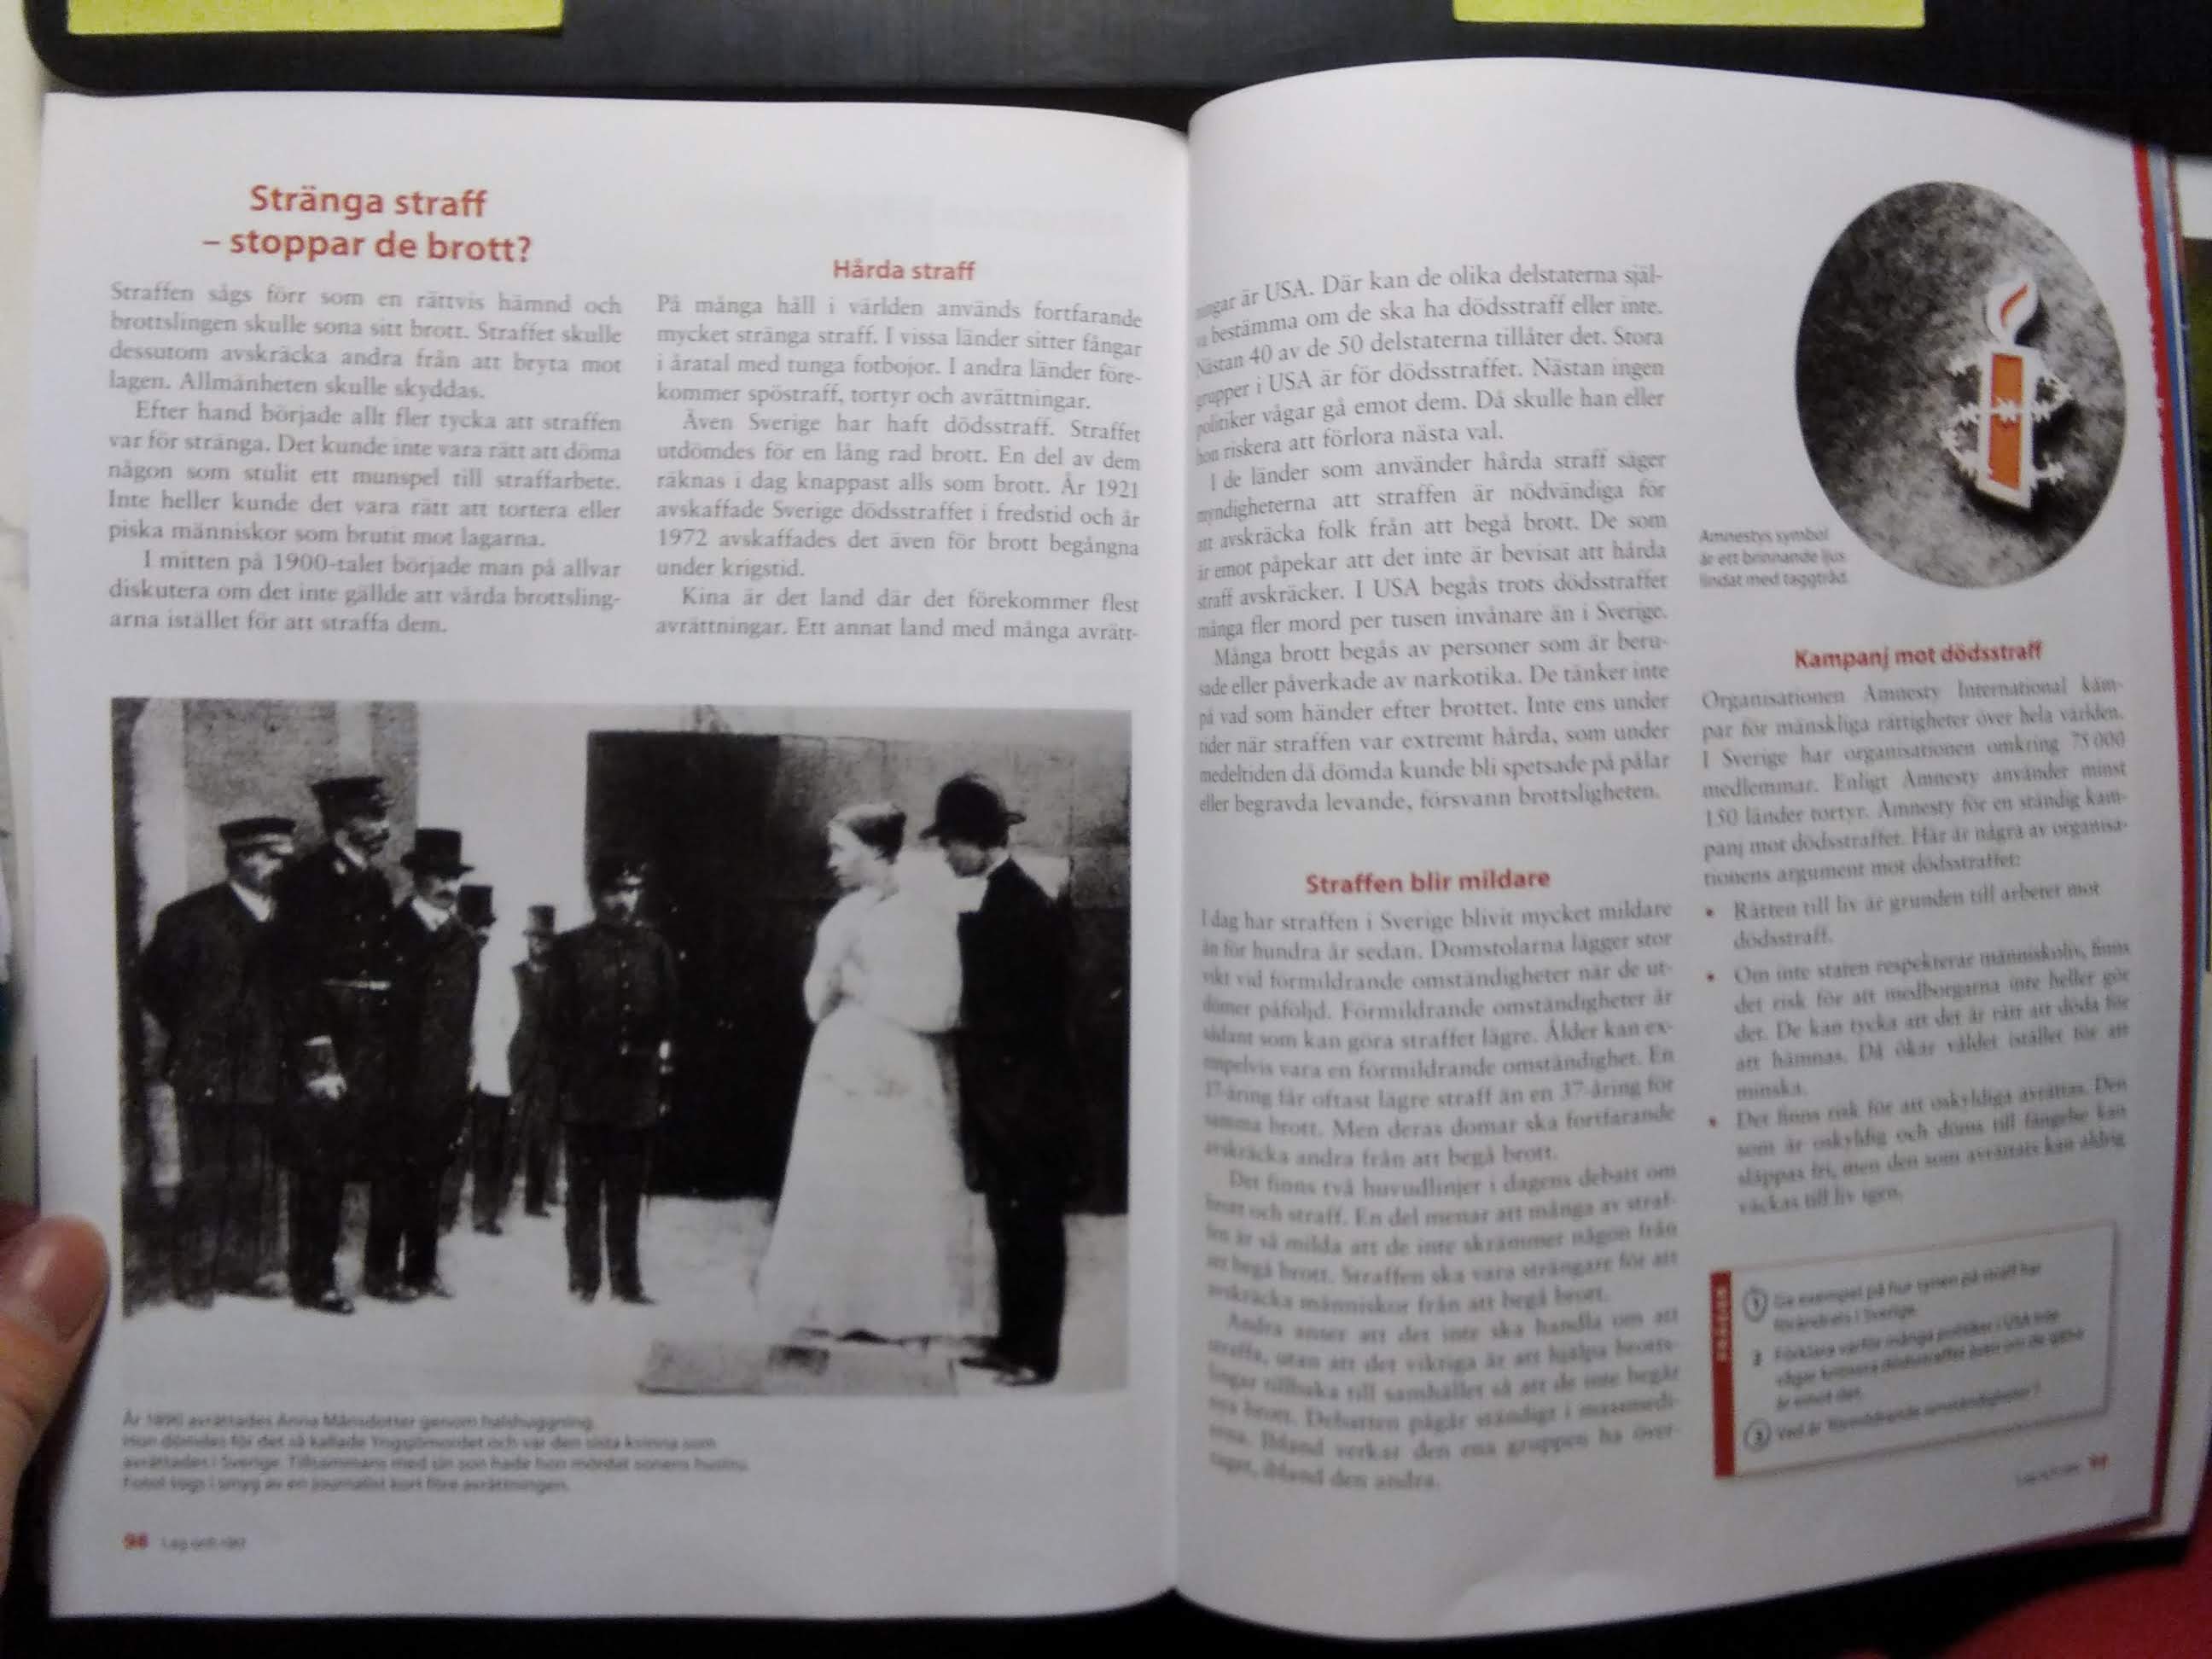 Stränga straff
– stoppar de brott?
Straffen sågs förr som en rättvis hämnd och
brottslingen skulle sona sitt brott. Straffet skulle
dessutom avskräcka andra från att bryta mot
lagen. Allmänheten skulle skyddas.
Efter hand började allt fler tycka att straffen
var för stränga. Det kunde inte vara rätt att döma
någon som stulit ett munspel till straffarbete.
Inte heller kunde det vara rätt att tortera eller
piska människor som brutit mot lagarna.
I mitten på 1900-talet började man på allvar
diskutera om det inte gällde att vårda brottsling-
arna istället för att straffa dem.
Hårda straff
På många håll i världen används fortfarande
mycket stränga straff. I vissa länder sitter fångar
i åratal med tunga fotbojor. I andra länder före-
kommer spöstraff, tortyr och avrättningar.
Även Sverige har haft dödsstraff. Straffet
utdömdes för en lång rad brott. En del av dem
räknas i dag knappast alls som brott. År 1921
avskaffade Sverige dödsstraffet i fredstid och år
1972 avskaffades det även för brott begångna
under krigstid.
Kina är det land där det förekommer flest
avrättningar. Ett annat land med många avrätt-
År 1890 avrättades Anna Månsdotter genom halshuggning.
Hon dömdes för det så kallade Yngsjömordet och var den sista kvinna som
avrättades i Sverige. Tillsammans med sin son hade hon mördat sonens hustru.
Fotot togs i smyg av en journalist kort före avrättningen.
98 Lag och rätt
ningar är USA. Där kan de olika delstaterna själ-
va bestämma om de ska ha dödsstraff eller inte.
Nästan 40 av de 50 delstaterna tillåter det. Stora
grupper i USA är för dödsstraffet. Nästan ingen
politiker vågar gå emot dem. Då skulle han eller
hon riskera att förlora nästa val.
I de länder som använder hårda straff säger
myndigheterna att straffen är nödvändiga för
att avskräcka folk från att begå brott. De som
är emot påpekar att det inte är bevisat att hårda
straff avskräcker. I USA begås trots dödsstraffet
många fler mord per tusen invånare än i Sverige.
Många brott begås av personer som är beru-
sade eller påverkade av narkotika. De tänker inte
på vad som händer efter brottet. Inte ens under
tider när straffen var extremt hårda, som under
medeltiden då dömda kunde bli spetsade på pålar
eller begravda levande, försvann brottsligheten.
Straffen blir mildare
I dag har straffen i Sverige blivit mycket mildare
än för hundra år sedan. Domstolarna lägger stor
vikt vid förmildrande omständigheter när de ut-
dömer påföljd. Förmildrande omständigheter är
sådant som kan göra straffet lägre. Ålder kan ex-
empelvis vara en förmildrande omständighet. En
17-åring får oftast lägre straff än en 37-åring för
samma brott. Men deras domar ska fortfarande
avskräcka andra från att begå brott.
Det finns två huvudlinjer i dagens debatt om
brott och straff. En del menar att många av straf-
fen är så milda att de inte skrämmer någon från
att begå brott. Straffen ska vara strängare för att
avskräcka människor från att begå brott.
Andra anser att det inte ska handla om att
straffa, utan att det viktiga är att hjälpa brotts-
lingar tillbaka till samhället så att de inte begår
nya brott. Debatten pågår ständigt i massmedi-
erna. Ibland verkar den ena gruppen ha över-
taget, ibland den andra.
Amnestys symbol
är ett brinnande ljus
lindat med taggtråd.
Kampanj mot dödsstraff
Organisationen Amnesty International käm-
par för mänskliga rättigheter över hela världen.
I Sverige har organisationen omkring 75 000
medlemmar. Enligt Amnesty använder minst
150 länder tortyr. Amnesty för en ständig kam-
panj mot dödsstraffet. Här är några av organisa-
tionens argument mot dödsstraffet:
• Rätten till liv är grunden till arbetet mot
dödsstraff.
• Om inte staten respekterar människoliv, finns
det risk för att medborgarna inte heller gör
det. De kan tycka att det är rätt att döda för
att hämnas. Då ökar våldet istället för att
minska.
• Det finns risk för att oskyldiga avrättas. Den
som är oskyldig och döms till fängelse kan
släppas fri, men den som avrättats kan aldrig
väckas till liv igen.
FRÅGOR
1 Ge exempel på hur synen på straff har
förändrats i Sverige.
2 Förklara varför många politiker i USA inte
vågar kritisera dödsstraffet även om de
är emot det.
3 Vad är förmildrande omständigheter?
Lag och rätt 99